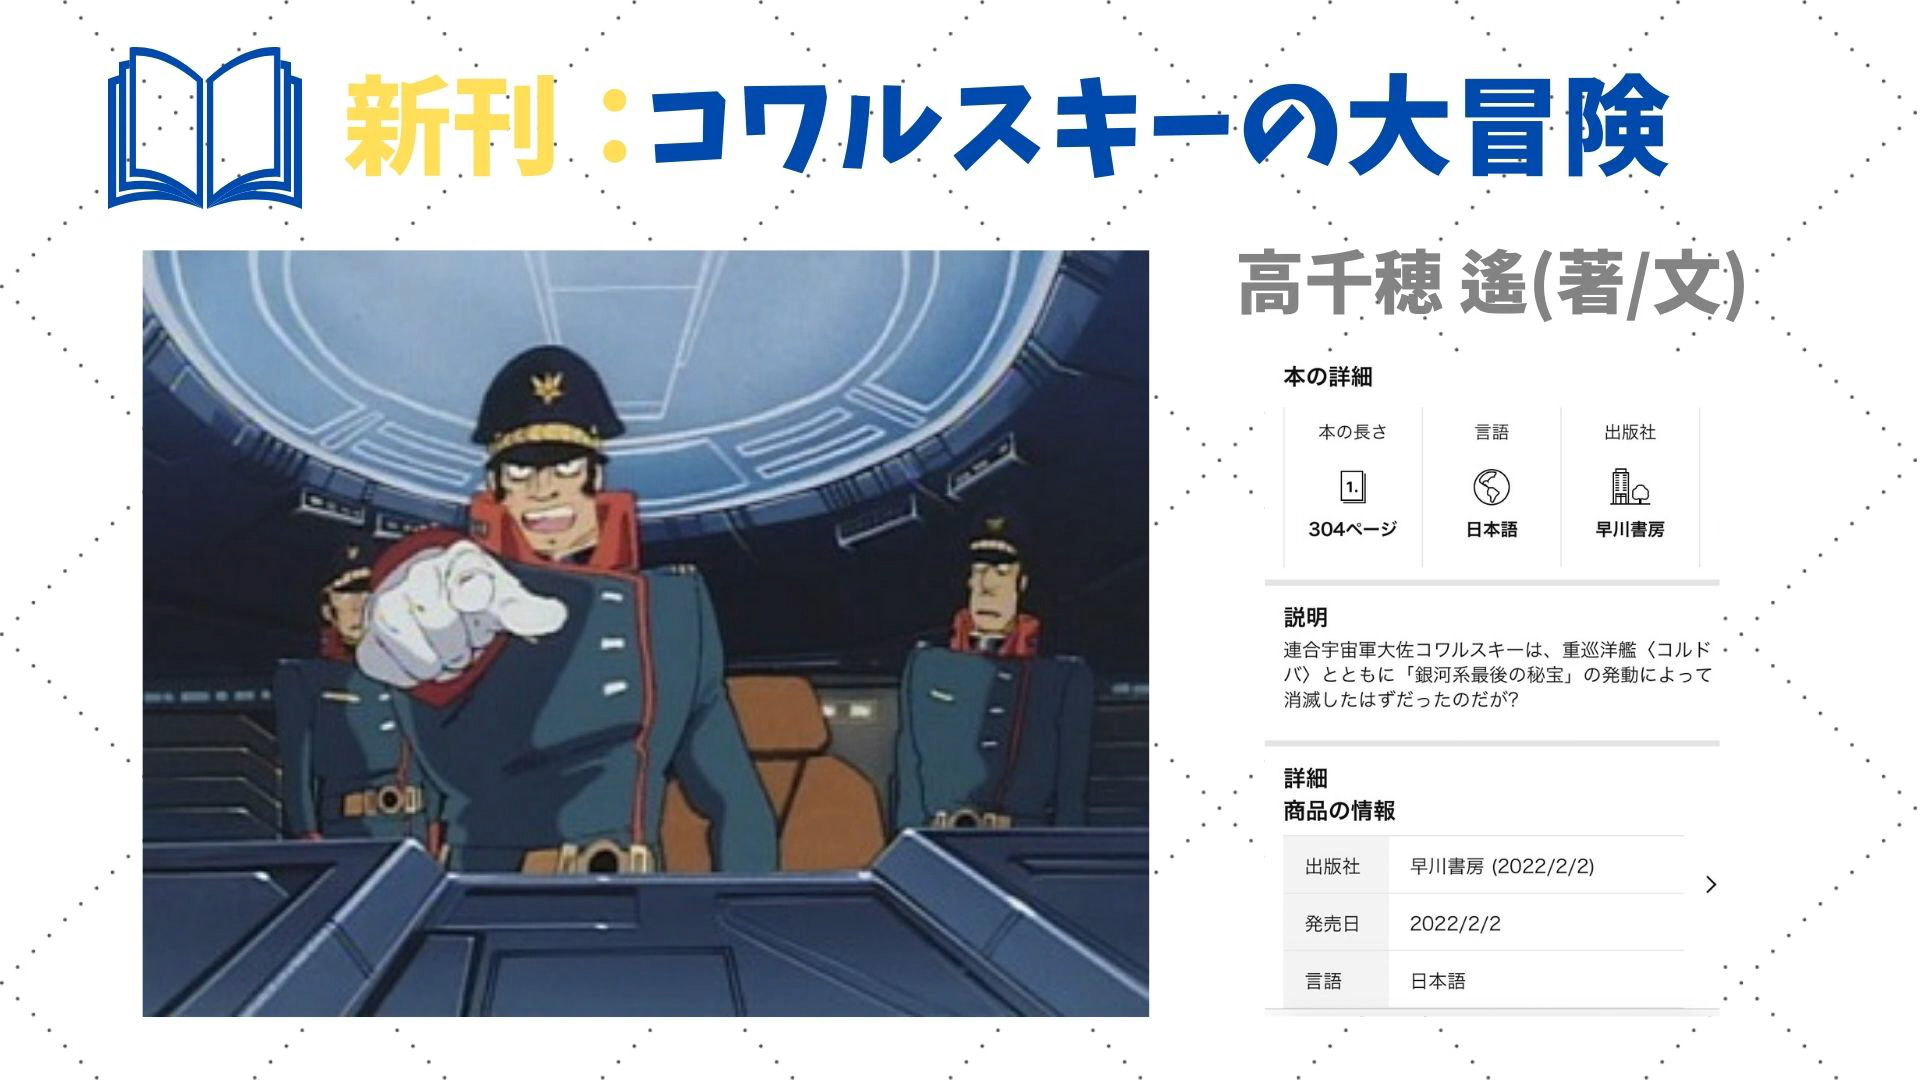 新刊：コワルスキーの大冒険
高千穂 遙(著/文)
本の詳細
本の長さ
言語
出版社
1.
304ページ
日本語
早川書房
説明
連合宇宙軍大佐コワルスキーは、重巡洋艦〈コルド
バ〉とともに「銀河系最後の秘宝」の発動によって
消滅したはずだったのだが?
詳細
商品の情報
出版社 早川書房 (2022/2/2)
発売日 2022/2/2
言語 日本語